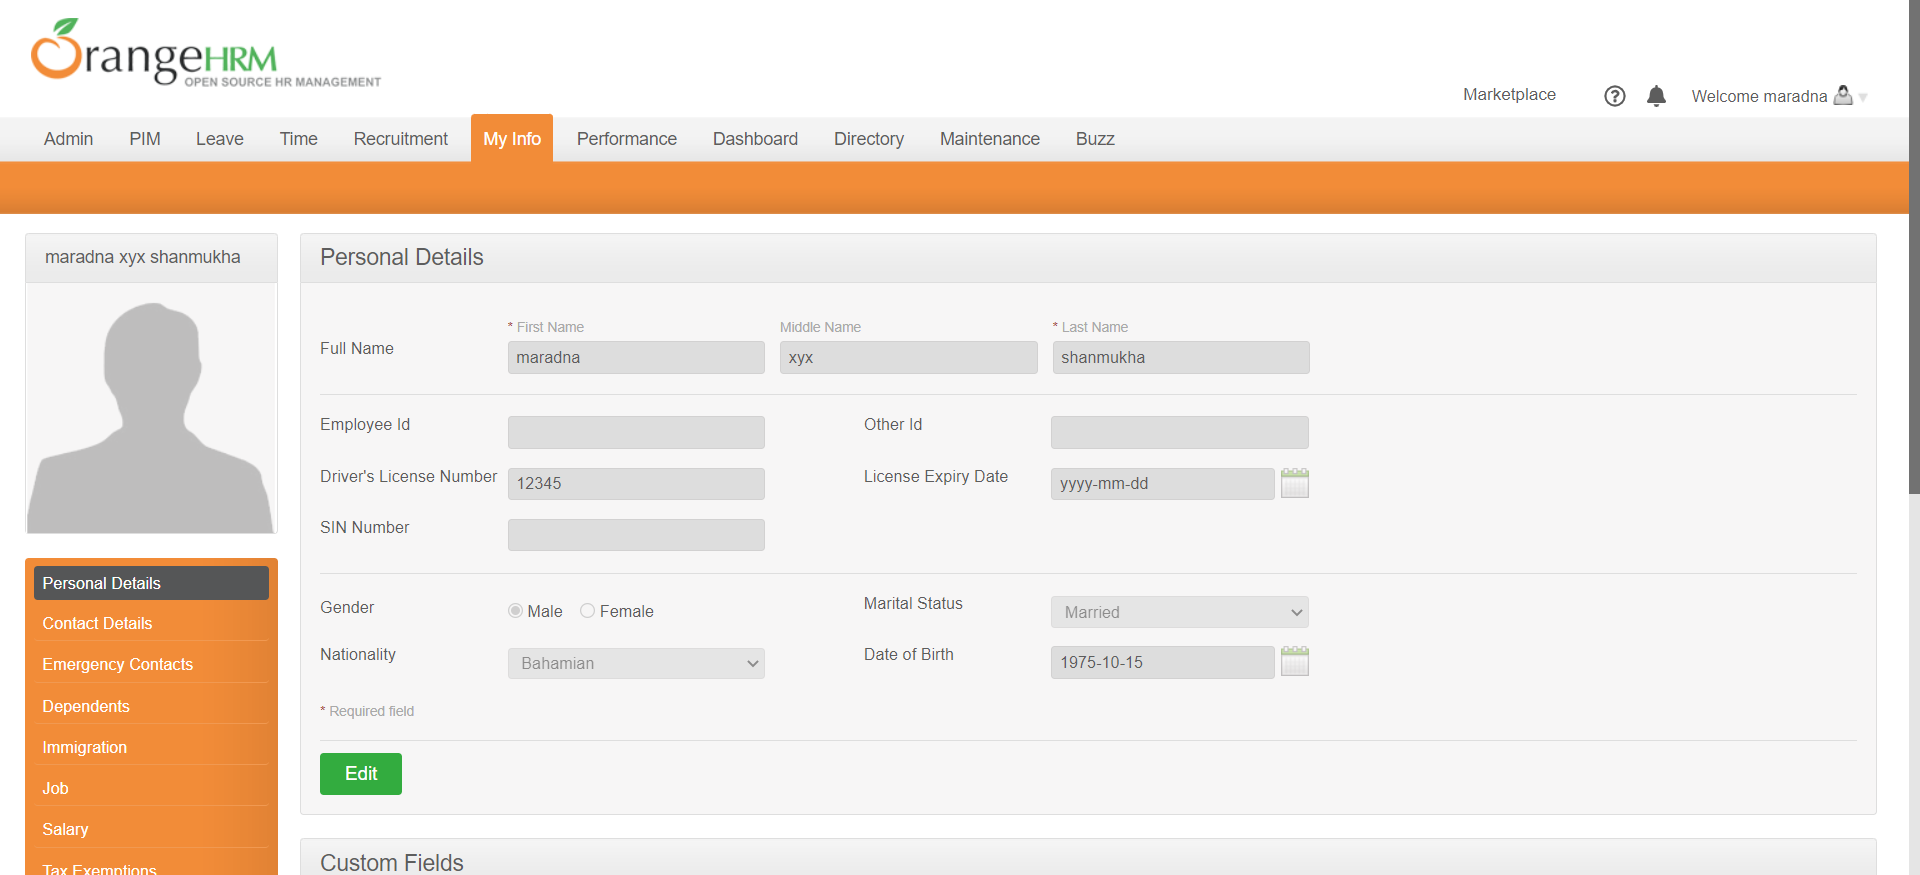 OrangeHRM
OPEN SOURCE HR MANAGEMENT
Marketplace
Welcome maradna
Admin PIM Leave Time Recruitment My Info Performance Dashboard Directory Maintenance Buzz
maradna xyx shanmukha
Personal Details
* First Name Middle Name * Last Name
Full Name
maradna xyx shanmukha
Employee Id Other Id
Driver's License Number 12345 License Expiry Date yyyy-mm-dd
SIN Number
Gender Male Female Marital Status Married
Nationality Bahamian Date of Birth 1975-10-15
* Required field
Edit
Personal Details
Contact Details
Emergency Contacts
Dependents
Immigration
Job
Salary
Tax Exemptions
Custom Fields